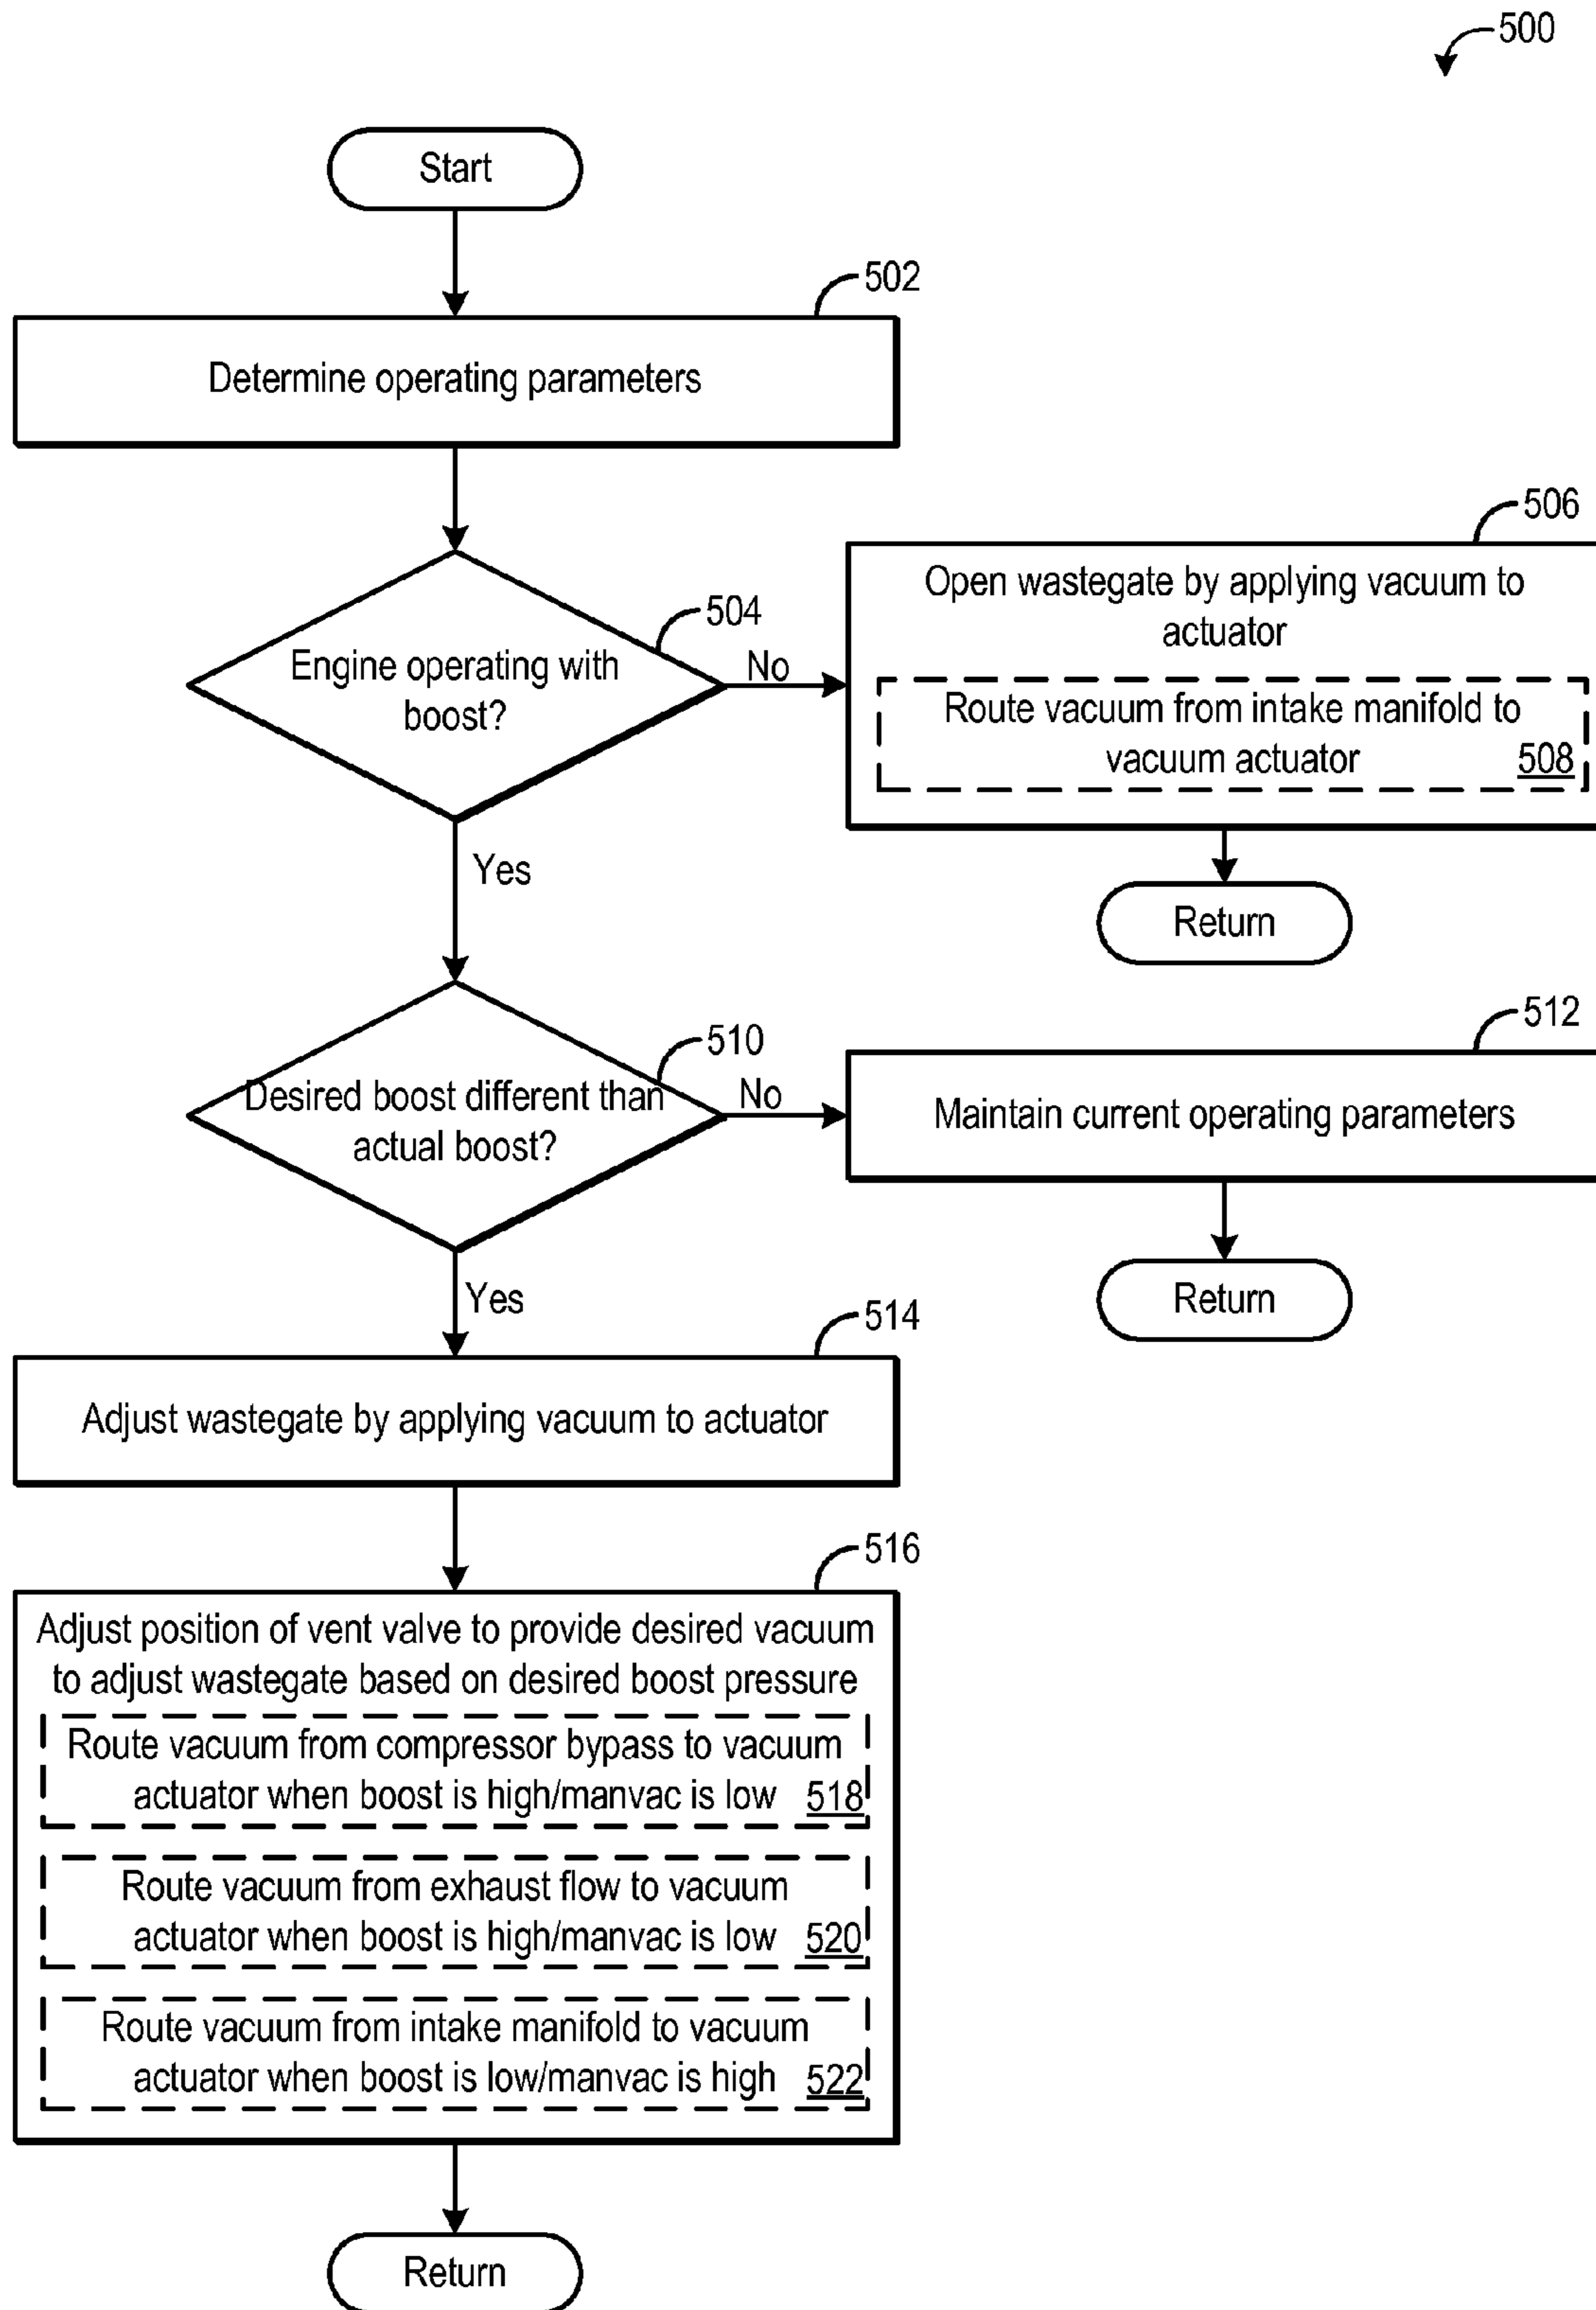 500
Start
502
Determine operating parameters
504
Engine operating with
boost?
No
506
Open wastegate by applying vacuum to
actuator
Route vacuum from intake manifold to
vacuum actuator 508
Return
Yes
510
Desired boost different than
actual boost?
No
512
Maintain current operating parameters
Return
Yes
514
Adjust wastegate by applying vacuum to actuator
516
Adjust position of vent valve to provide desired vacuum
to adjust wastegate based on desired boost pressure
Route vacuum from compressor bypass to vacuum
actuator when boost is high/manvac is low 518
Route vacuum from exhaust flow to vacuum
actuator when boost is high/manvac is low 520
Route vacuum from intake manifold to vacuum
actuator when boost is low/manvac is high 522
Return